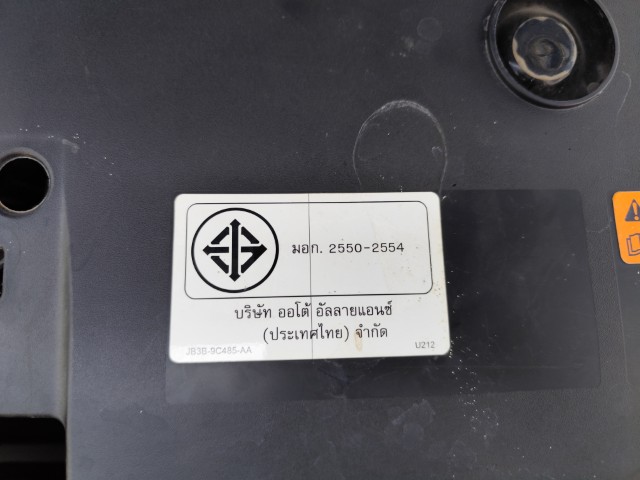 มอก. 2550-2554
บริษัท ออโต้ อัลลายแอนซ์
(ประเทศไทย) จำกัด
JB3B-9C485-AA
U212